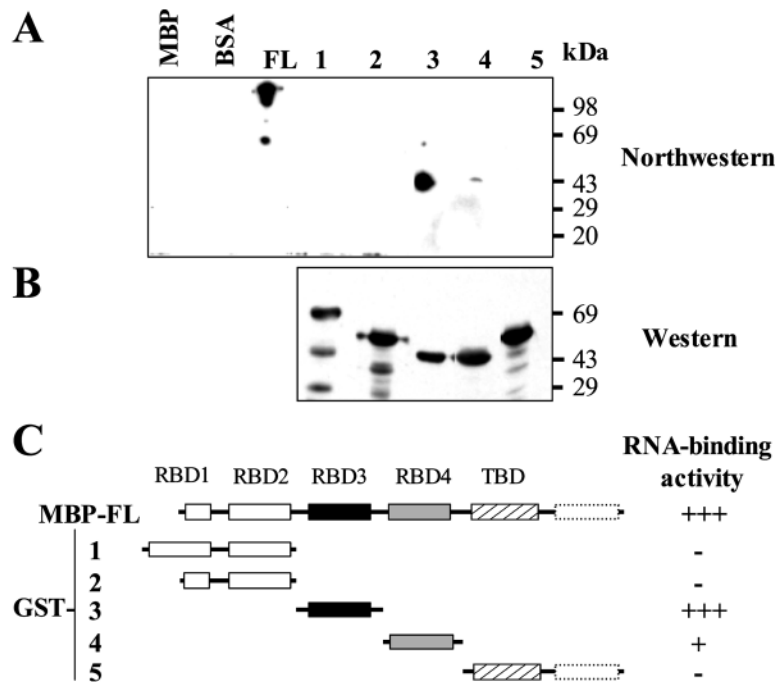 A
MBP BSA FL 1 2 3 4 5 kDa
98
69
Northwestern
43
29
20
B
69
Western
43
29
C
RNA-binding
activity
RBD1 RBD2 RBD3 RBD4 TBD
MBP-FL +++
1 -
2 -
GST- 3 +++
4 +
5 -